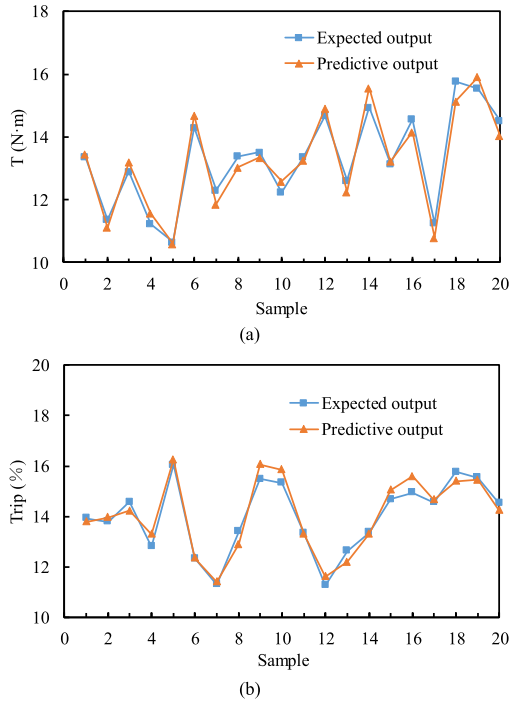 18
16
14
12
10
T (N·m)
Expected output
Predictive output
0 2 4 6 8 10 12 14 16 18 20
Sample
(a)
20
18
16
14
12
10
Trip (%)
Expected output
Predictive output
0 2 4 6 8 10 12 14 16 18 20
Sample
(b)